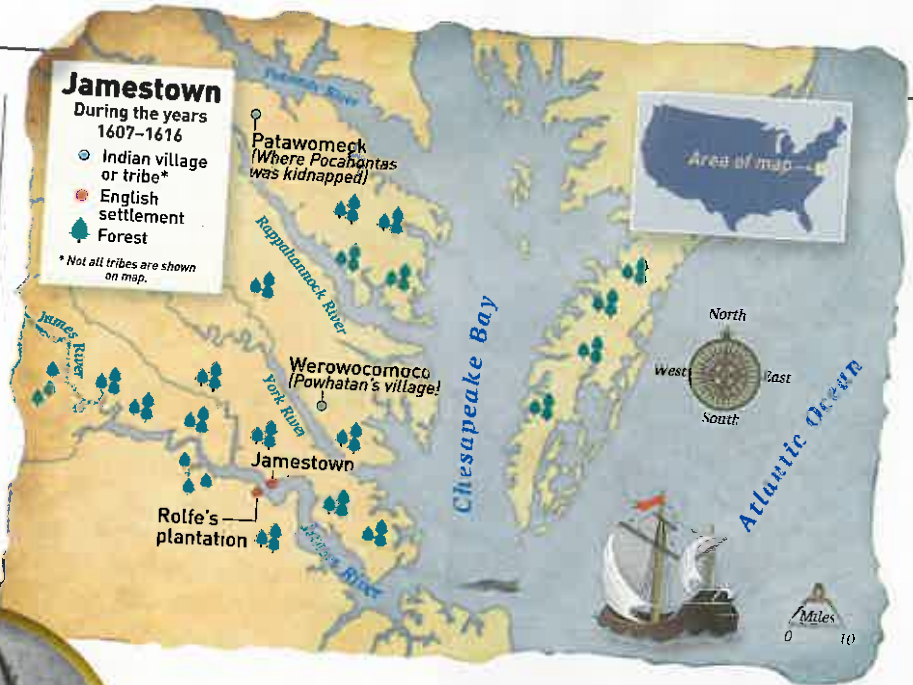 Jamestown
During the years
1607–1616
Indian village
or tribe*
English
settlement
Forest
* Not all tribes are shown
on map.
Potomac River
Patawomeck
(Where Pocahontas
was kidnapped)
Area of map
Rappahannock River
North
West
East
South
James
River
Werowocomoco
(Powhatan's village)
York River
Chesapeake Bay
Atlantic Ocean
Jamestown
Rolfe's
plantation
James River
Miles
0 10